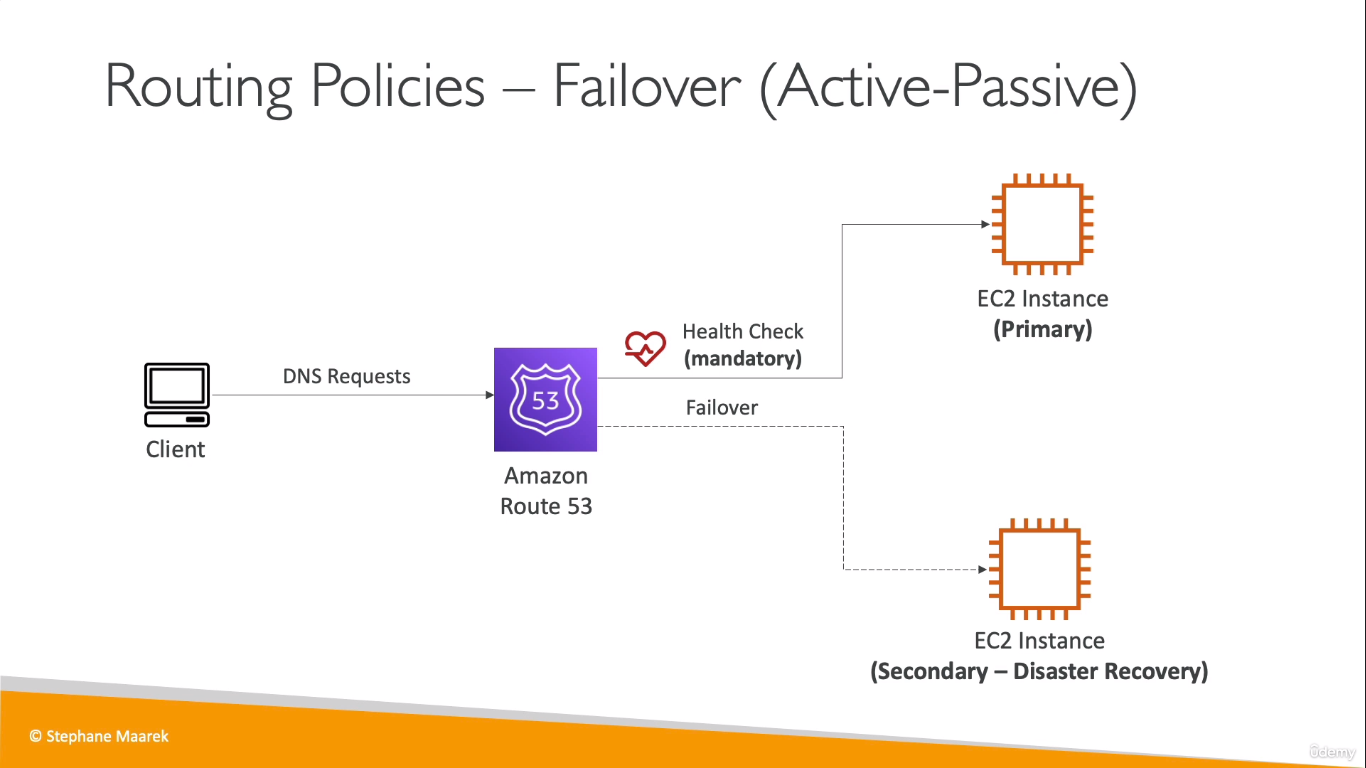 Routing Policies – Failover (Active-Passive)
EC2 Instance
(Primary)
Health Check
(mandatory)
DNS Requests
53
Failover
Client
Amazon
Route 53
EC2 Instance
(Secondary – Disaster Recovery)
© Stephane Maarek
ûdemy